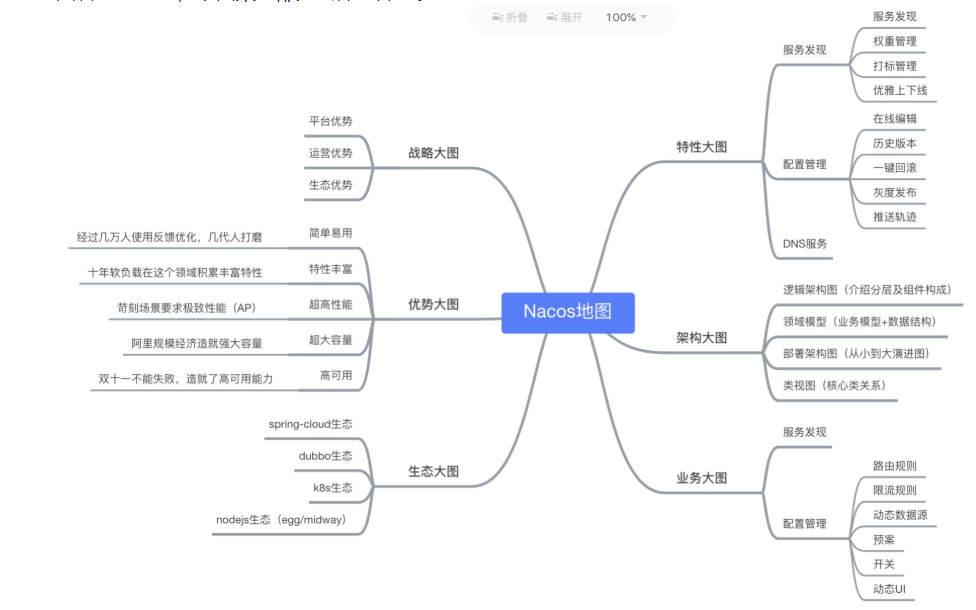 折叠 展开 100%
Nacos地图
特性大图
服务发现
服务发现
权重管理
打标管理
优雅上下线
配置管理
在线编辑
历史版本
一键回滚
灰度发布
推送轨迹
DNS服务
架构大图
逻辑架构图（介绍分层及组件构成）
领域模型（业务模型+数据结构）
部署架构图（从小到大演进图）
类视图（核心类关系）
业务大图
服务发现
配置管理
路由规则
限流规则
动态数据源
预案
开关
动态UI
战略大图
平台优势
运营优势
生态优势
优势大图
简单易用
经过几万人使用反馈优化，几代人打磨
特性丰富
十年软负载在这个领域积累丰富特性
超高性能
苛刻场景要求极致性能（AP）
超大容量
阿里规模经济造就强大容量
高可用
双十一不能失败，造就了高可用能力
生态大图
spring-cloud生态
dubbo生态
k8s生态
nodejs生态（egg/midway）